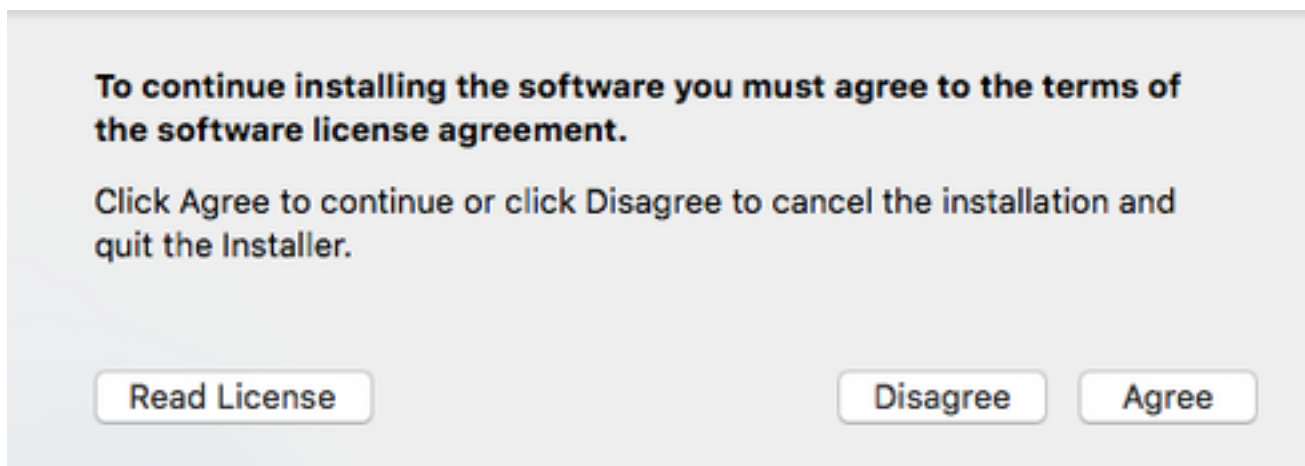 To continue installing the software you must agree to the terms of
the software license agreement.
Click Agree to continue or click Disagree to cancel the installation and
quit the Installer.
Read License Disagree Agree